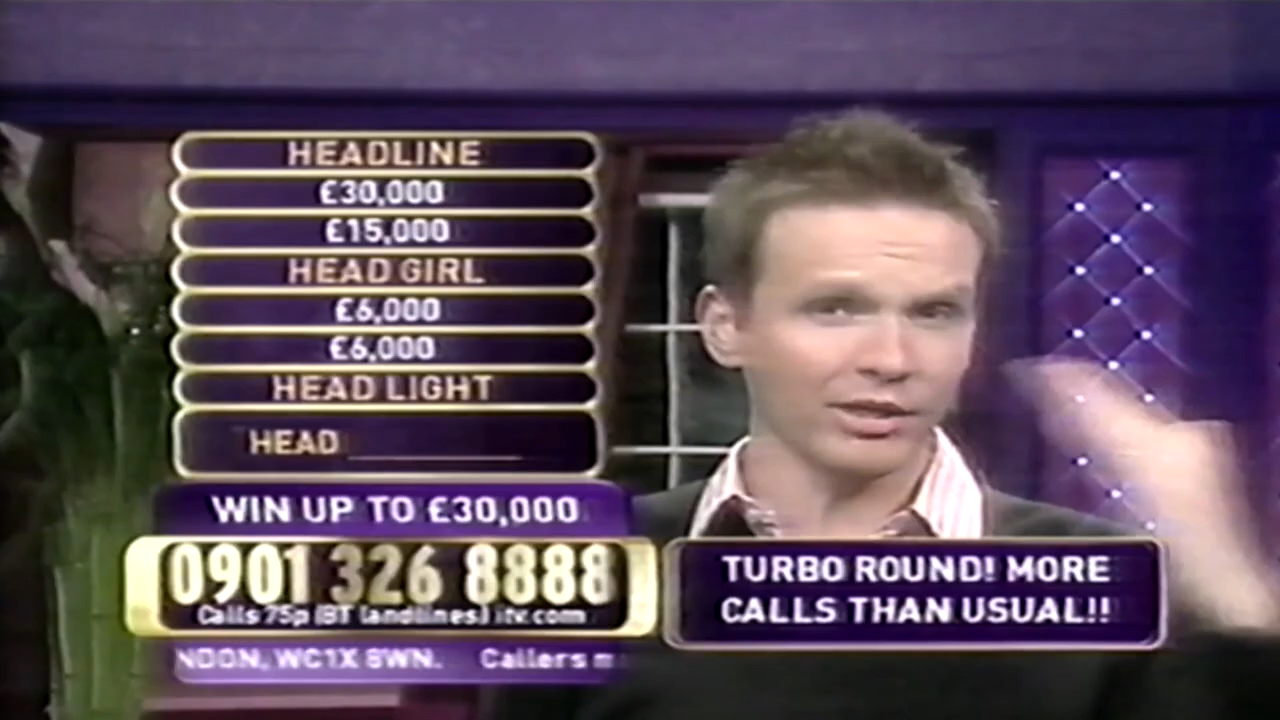 HEADLINE
£30,000
£15,000
HEAD GIRL
£6,000
£6,000
HEAD LIGHT
HEAD
WIN UP TO £30,000
0901 326 8888
Calls 75p (BT landlines) itv.com
TURBO ROUND! MORE
CALLS THAN USUAL!!
NDON, WC1X 8WN. Callers m